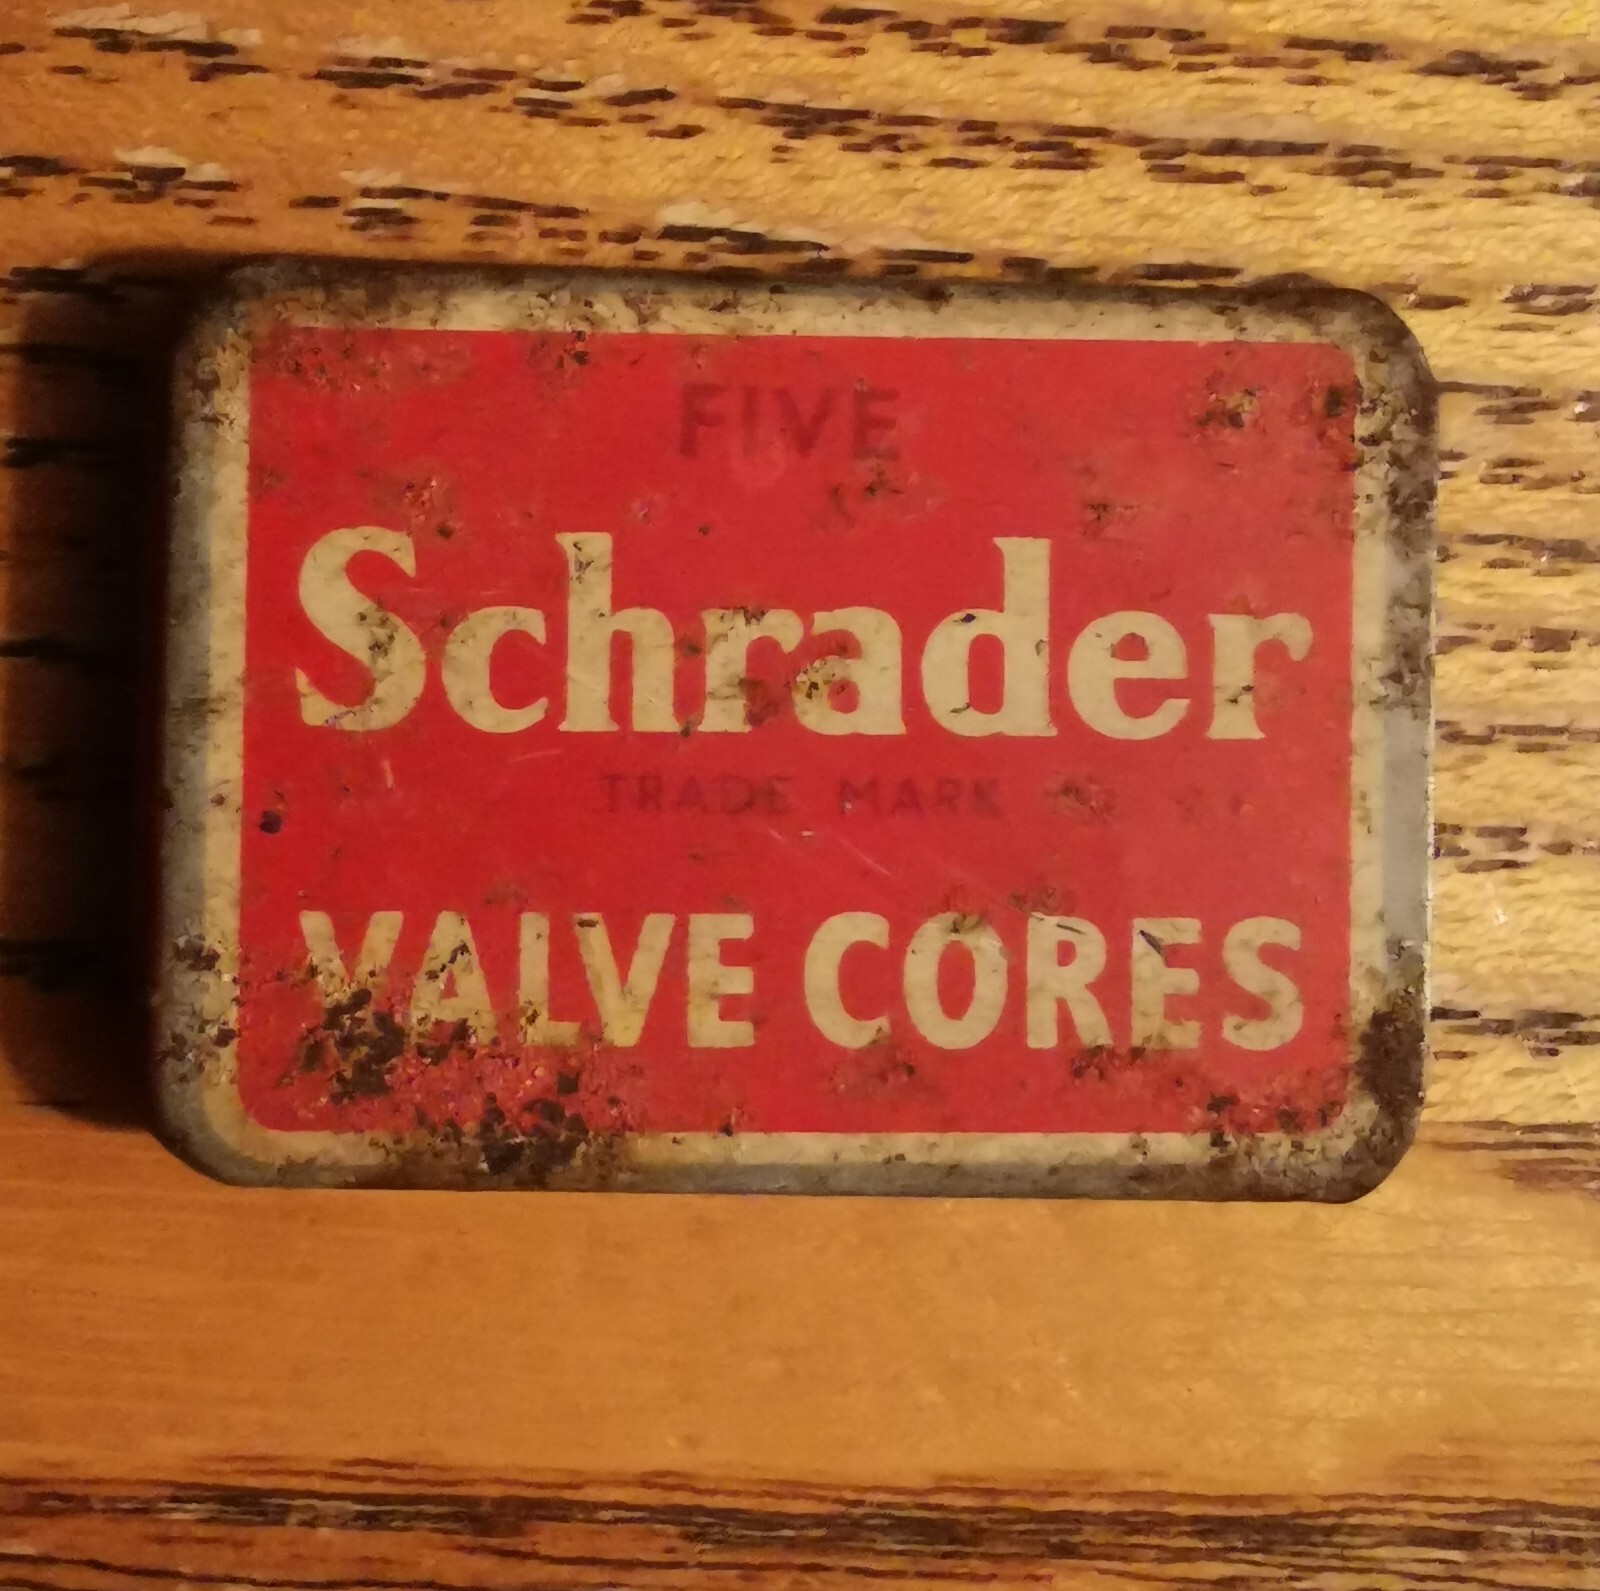 FIVE
Schrader
TRADE MARK
VALVE CORES